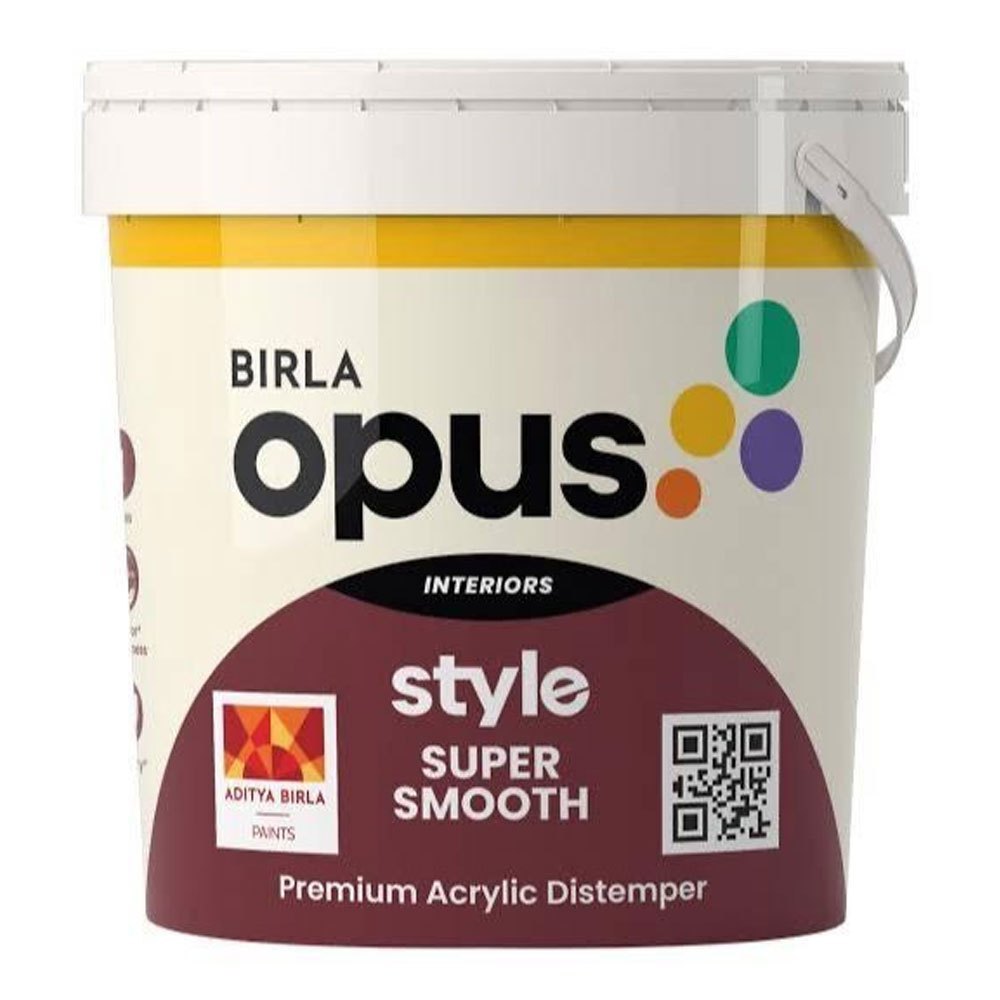 BIRLA
opus.
INTERIORS
style
SUPER
SMOOTH
ADITYA BIRLA
PAINTS
Premium Acrylic Distemper